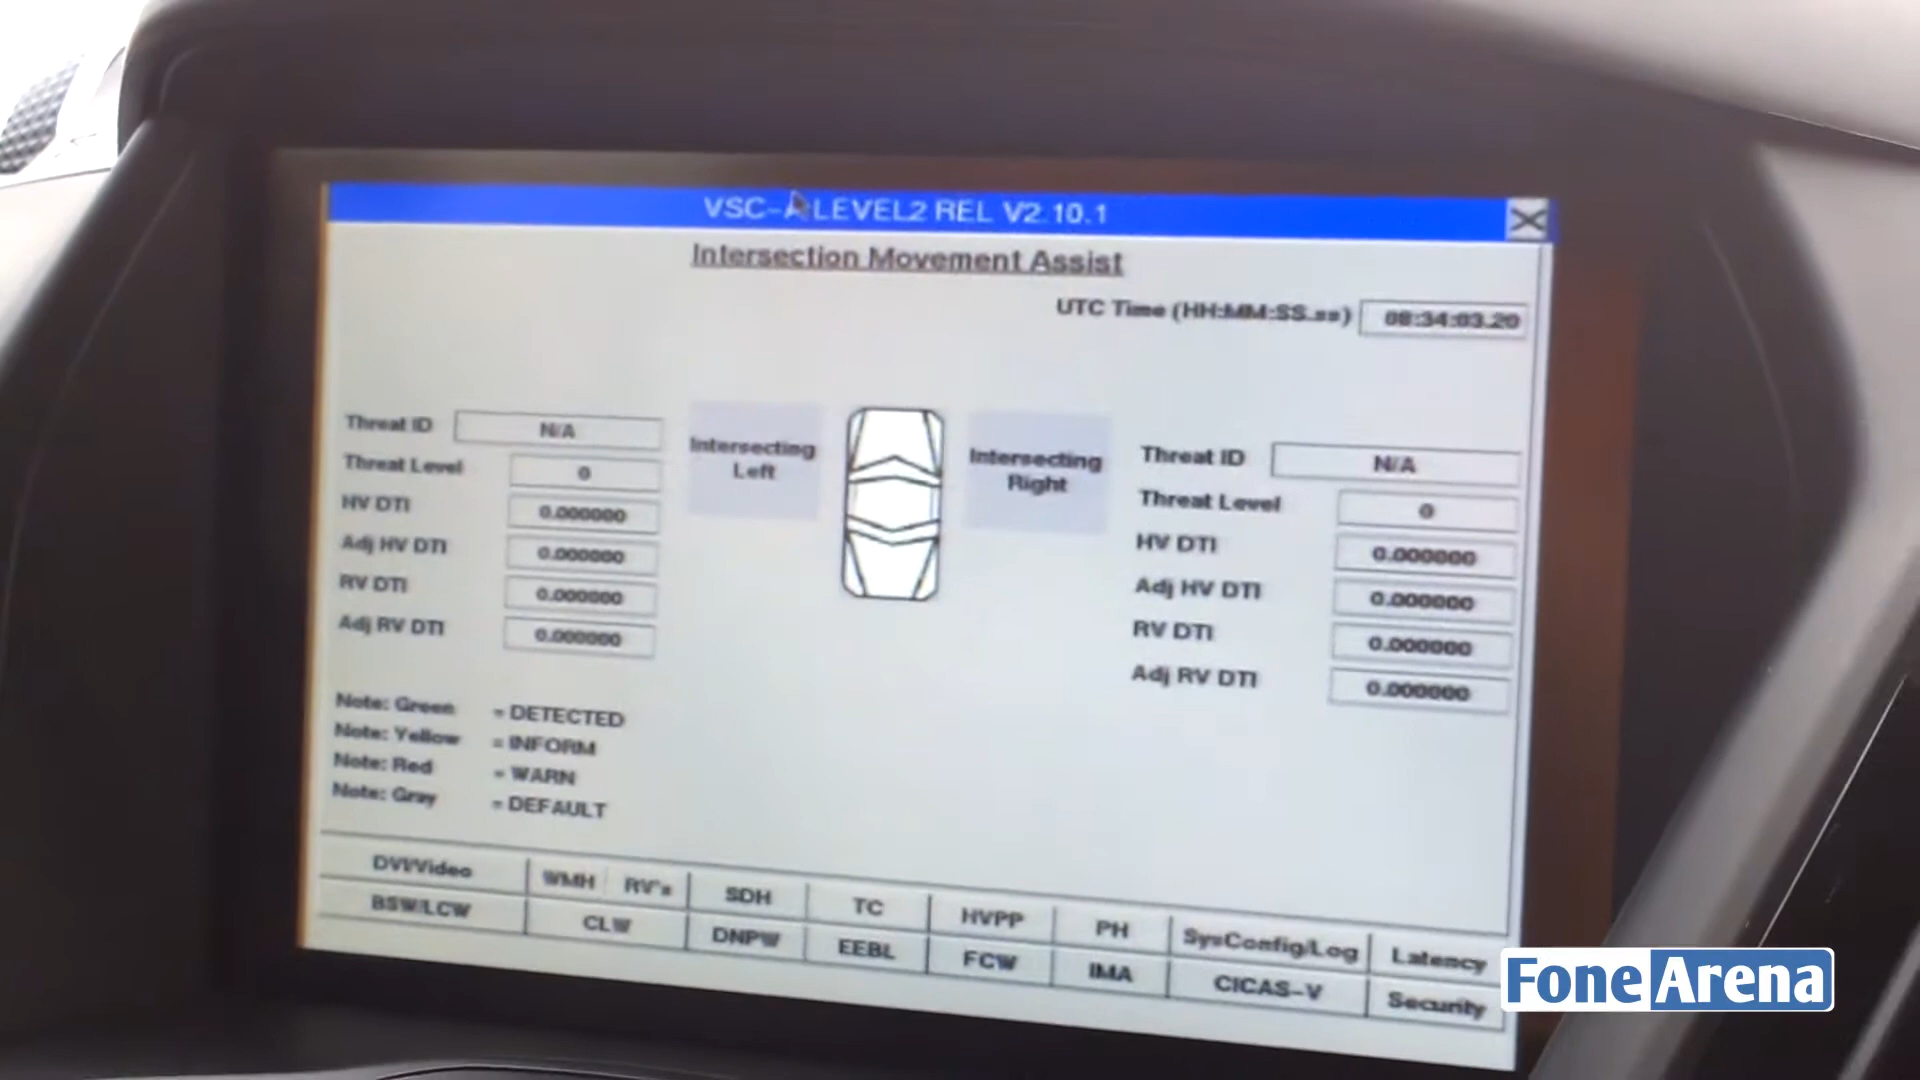 VSC-A LEVEL2 REL V2.10.1
Intersection Movement Assist
UTC Time (HH:MM:SS.ss) 08:34:03.20
Threat ID N/A
Threat Level 0
HV DTI 0.000000
Adj HV DTI 0.000000
RV DTI 0.000000
Adj RV DTI 0.000000
Intersecting
Left
Intersecting
Right
Threat ID N/A
Threat Level 0
HV DTI 0.000000
Adj HV DTI 0.000000
RV DTI 0.000000
Adj RV DTI 0.000000
Note: Green = DETECTED
Note: Yellow = INFORM
Note: Red = WARN
Note: Gray = DEFAULT
DVI/Video WMH RV's SDH TC HVPP PH SysConfig/Log Latency
BSW/LCW CLW DNPW EEBL FCW IMA CICAS-V Security
FoneArena